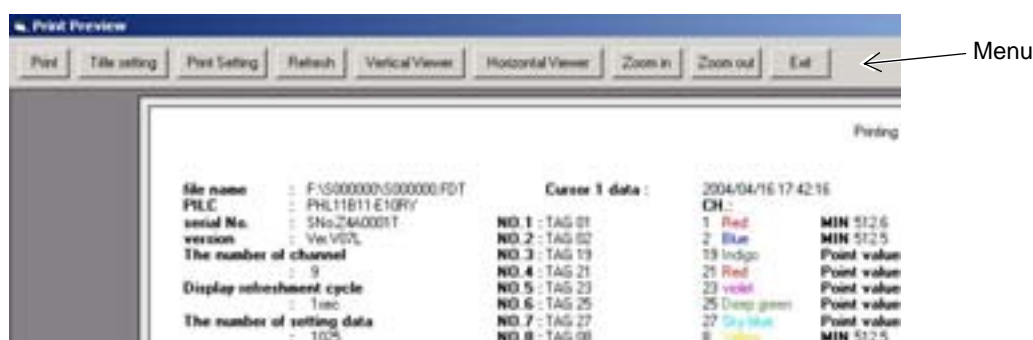 Print Preview
Print Title setting Print Setting Refresh Vertical Viewer Horizontal Viewer Zoom in Zoom out Exit
Menu
Printing
file name : F:\S000000\S000000.FDT Cursor 1 data : 2004/04/16 17:42:16
PILC : PHL11B11-E10RY CH.:
serial No. : SNo.Z4A0001T NO. 1 : TAG 01 1 Red MIN 512.6
version : Ver.V07L NO. 2 : TAG 02 2 Blue MIN 512.5
The number of channel NO. 3 : TAG 19 19 Indigo Point value
: 9 NO. 4 : TAG 21 21 Red Point value
Display refreshment cycle NO. 5 : TAG 23 23 violet Point value
: 1sec NO. 6 : TAG 25 25 Deep green Point value
The number of setting data NO. 7 : TAG 27 27 Sky blue Point value
: 1025 NO. 8 : TAG 08 8 MIN 512.5